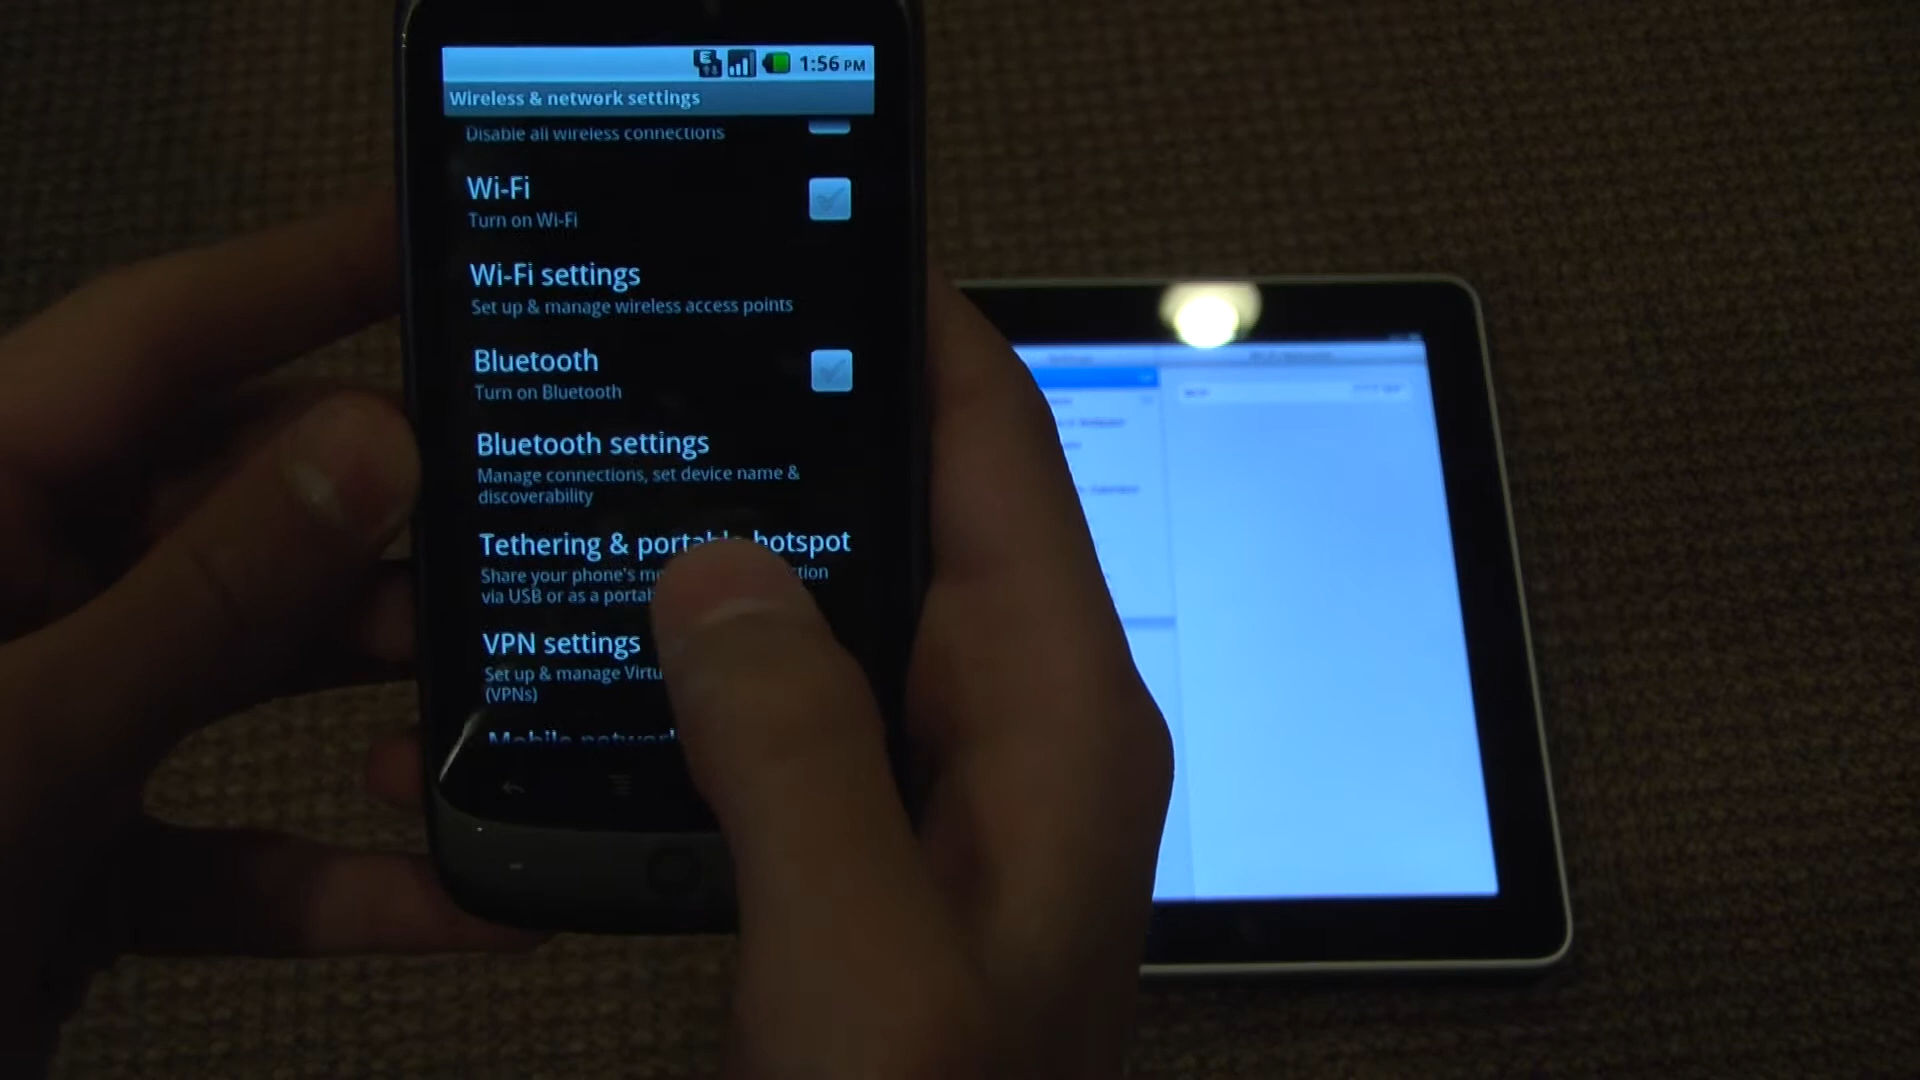 1:56 PM
Wireless & network settings
Disable all wireless connections
Wi-Fi
Turn on Wi-Fi
Wi-Fi settings
Set up & manage wireless access points
Bluetooth
Turn on Bluetooth
Bluetooth settings
Manage connections, set device name &
discoverability
Tethering & portable hotspot
Share your phone's
via USB or as a
VPN settings
Set up & manage
(VPNs)
Mobile